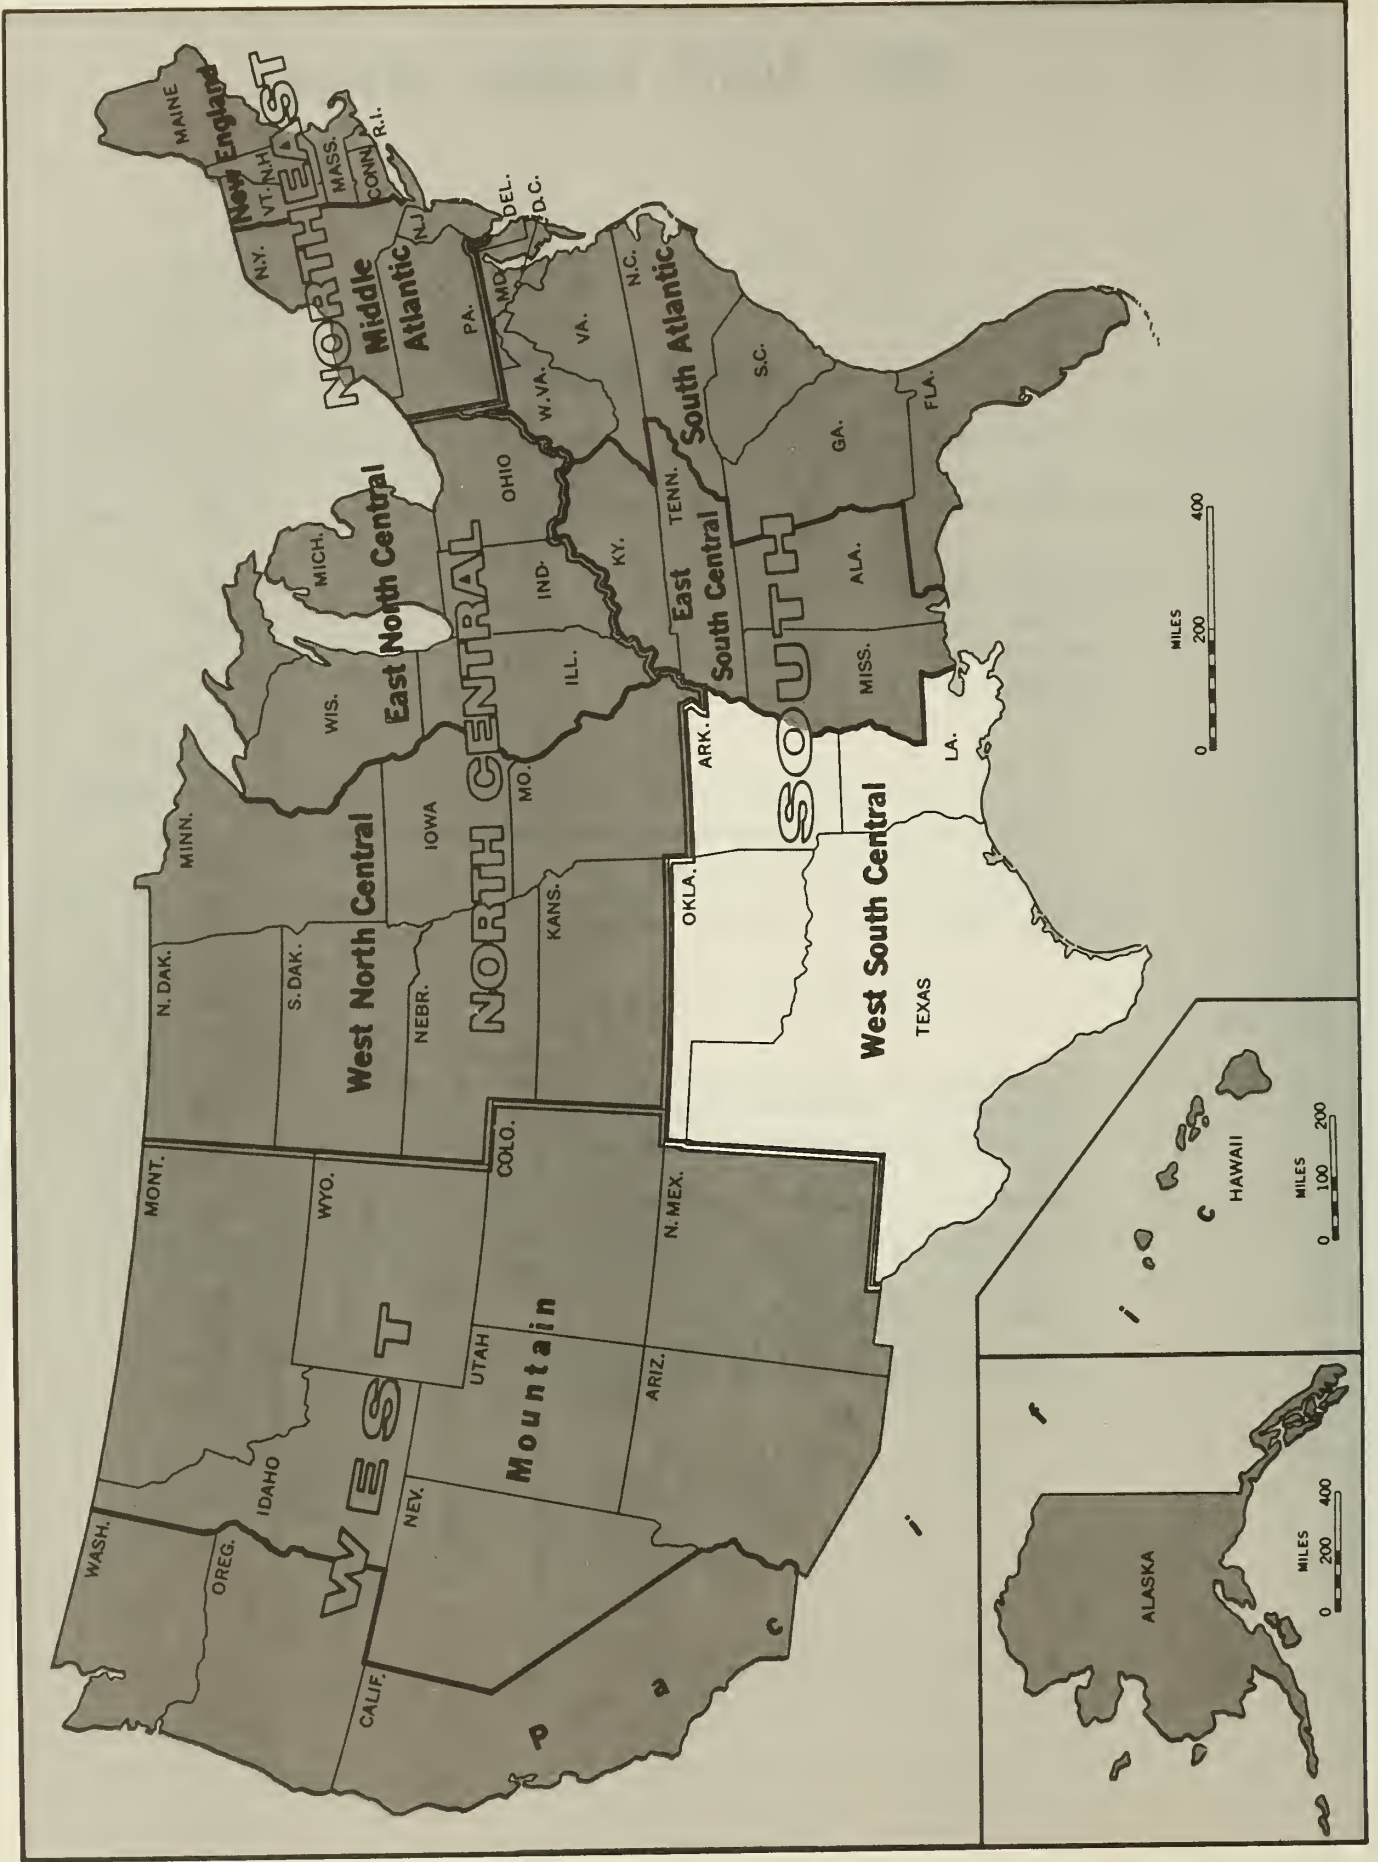 WEST
Pacific
Mountain
NORTH CENTRAL
West North Central
East North Central
NORTHEAST
New England
Middle
Atlantic
SOUTH
West South Central
East
South Central
South Atlantic
WASH.
OREG.
CALIF.
IDAHO
NEV.
MONT.
WYO.
UTAH
COLO.
ARIZ.
N. MEX.
N. DAK.
S. DAK.
NEBR.
KANS.
MINN.
IOWA
MO.
WIS.
MICH.
ILL.
IND.
OHIO
OKLA.
TEXAS
ARK.
LA.
KY.
TENN.
MISS.
ALA.
MAINE
VT.
N.H.
MASS.
CONN.
R.I.
N.Y.
N.J.
PA.
DEL.
MD.
D.C.
W. VA.
VA.
N.C.
S.C.
GA.
FLA.
ALASKA
MILES
0 200 400
HAWAII
MILES
0 100 200
MILES
0 200 400